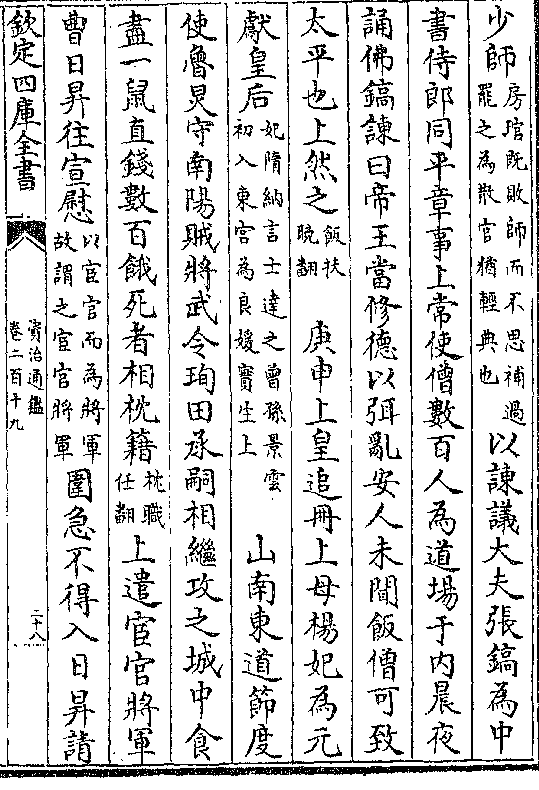 少師房琯既敗師而不思補過罷之為散官猶輕典也以諫議大夫張鎬為中
書侍郎同平章事上常使僧數百人為道場于内晨夜
誦佛鎬諫曰帝王當修德以弭亂安人未聞飯僧可致
太平也上然之飯扶晚翻庚申上皇追冊上母楊妃為元
獻皇后妃隋納言士達之曾孫景雲初入東宮為良媛實生上山南東道節度
使魯炅守南陽賊將武令珣田承嗣相繼攻之城中食
盡一鼠直錢數百餓死者相枕籍枕職任翻上遣宦官將軍
曹日昇往宣慰以宦官而為將軍故謂之宦官將軍圍急不得入日昇請
欽定四庫全書
資治通鑑
卷二百十九
二十八